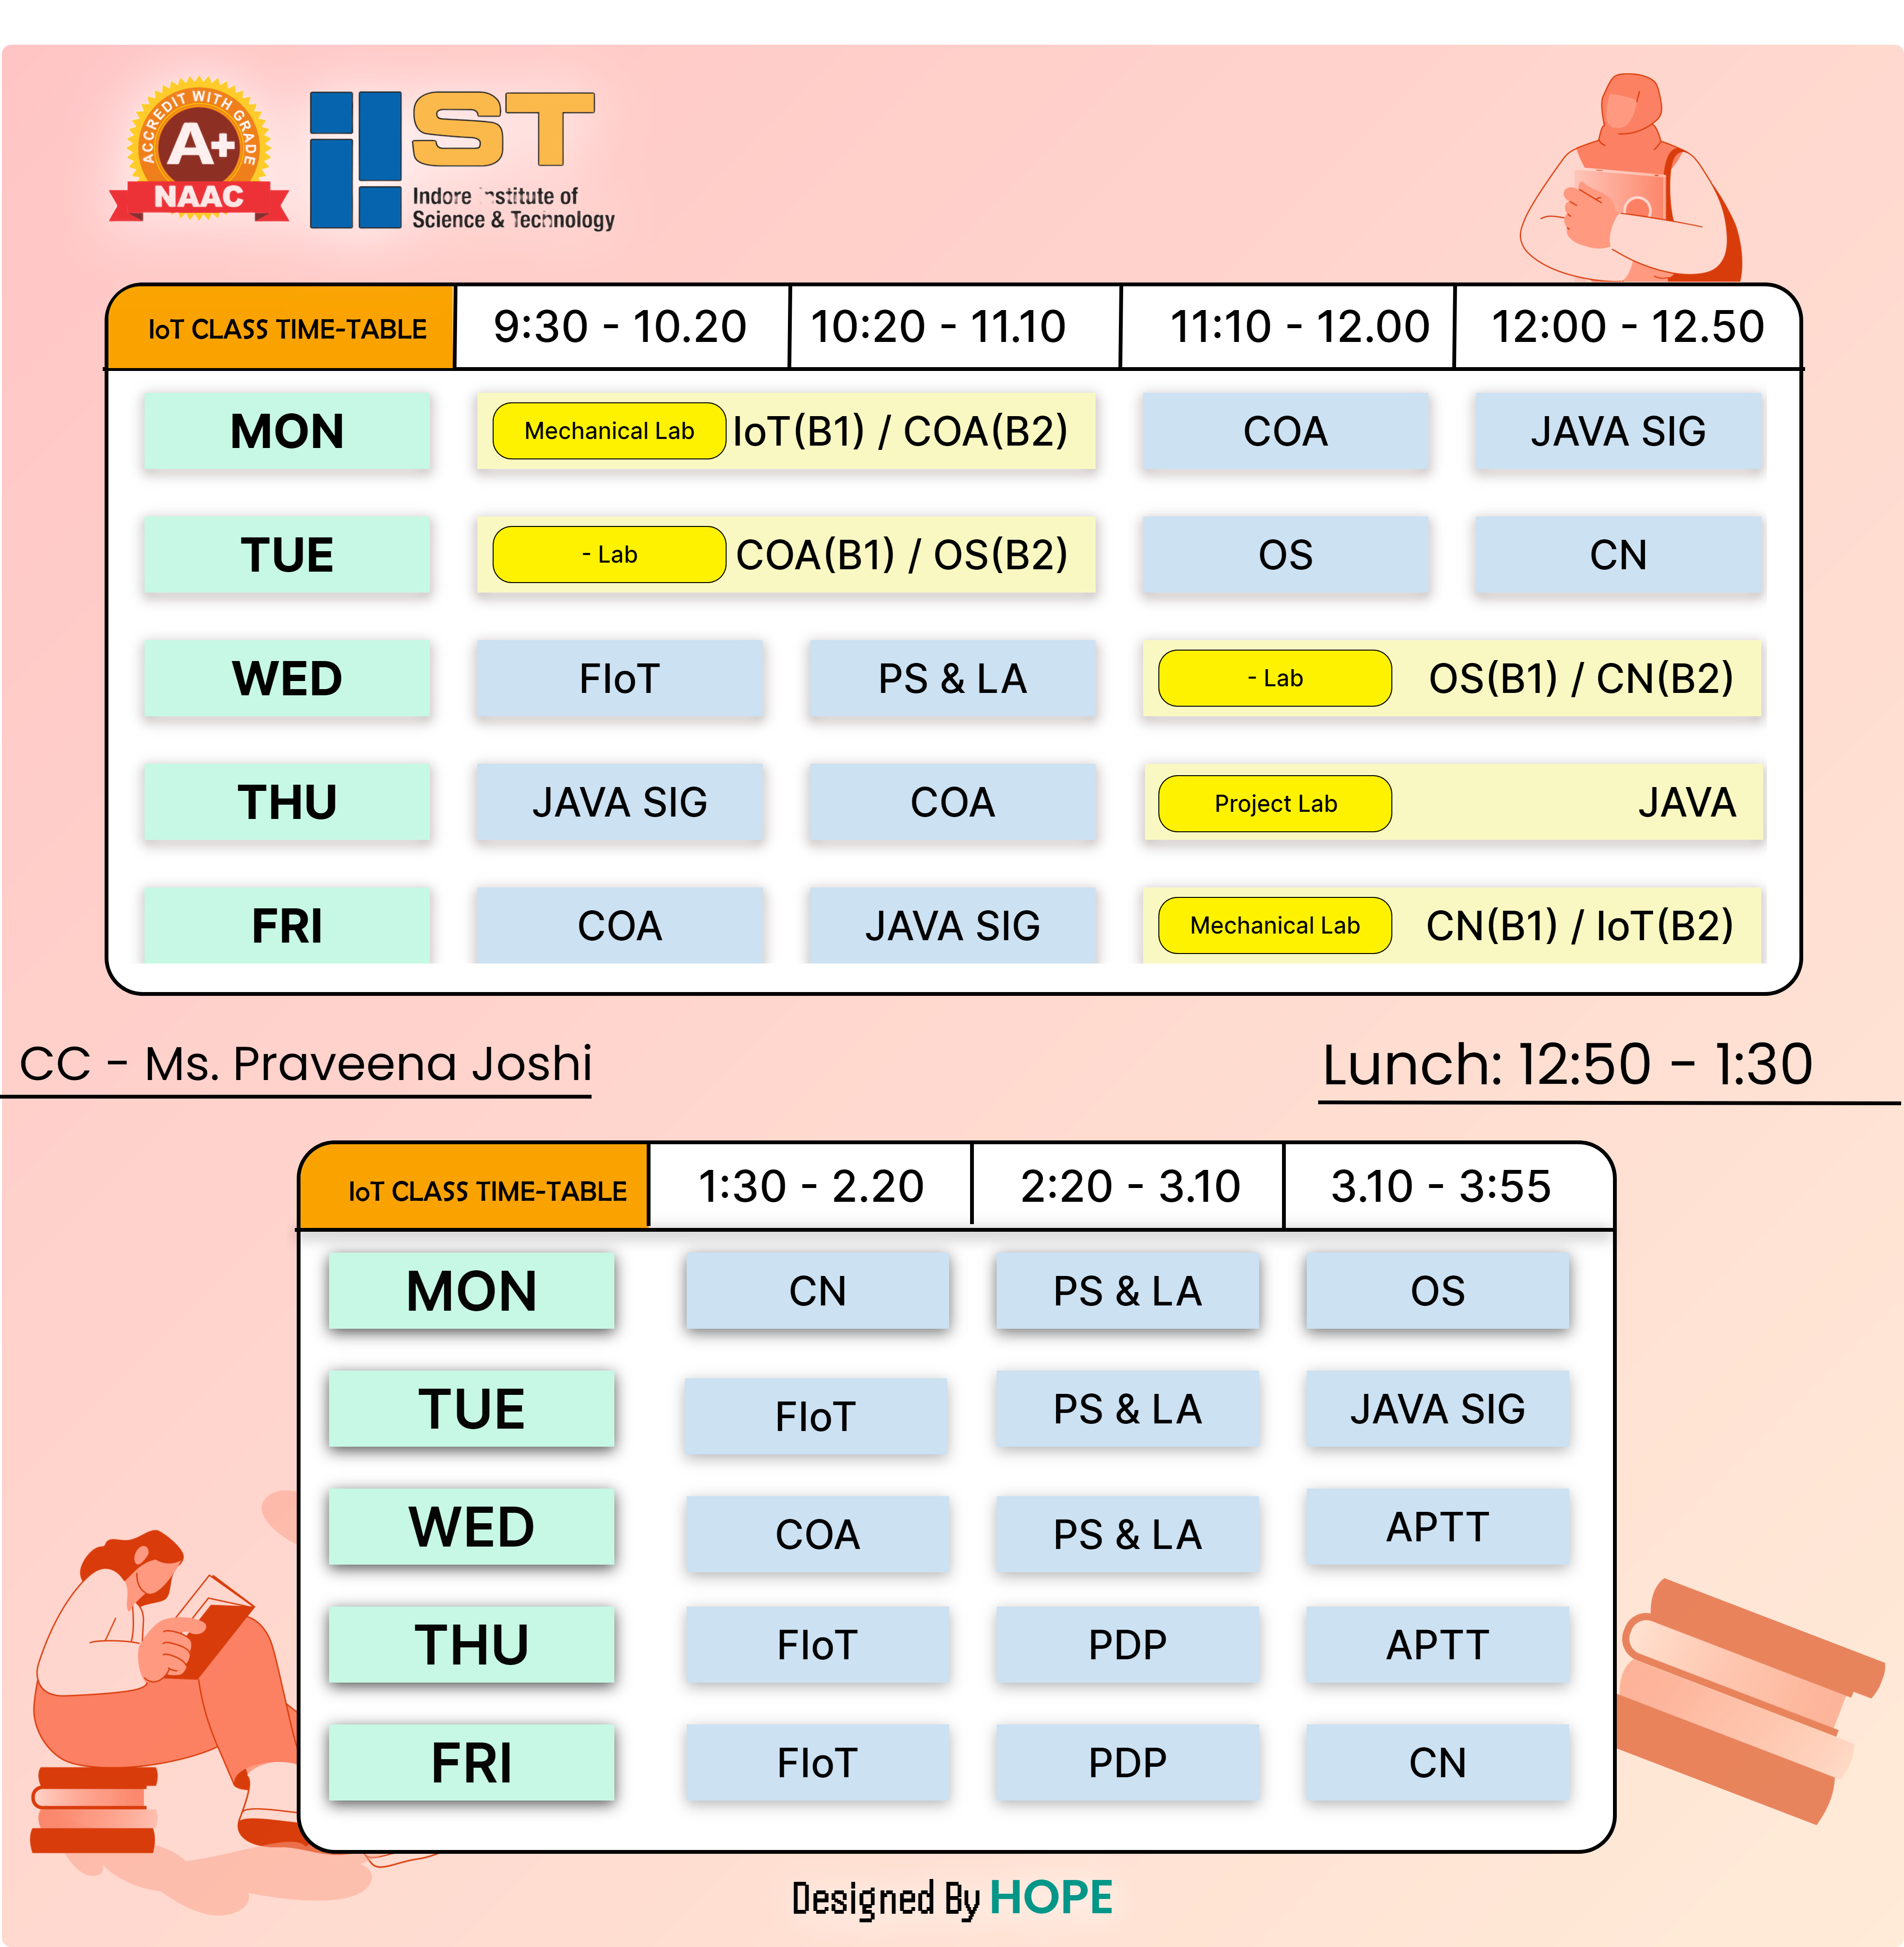 ACCREDIT WITH GRADE
A+
NAAC
IIST
Indore Institute of
Science & Technology
IoT CLASS TIME-TABLE 9:30 - 10.20 10:20 - 11.10 11:10 - 12.00 12:00 - 12.50
MON Mechanical Lab IoT(B1) / COA(B2) COA JAVA SIG
TUE - Lab COA(B1) / OS(B2) OS CN
WED FIoT PS & LA - Lab OS(B1) / CN(B2)
THU JAVA SIG COA Project Lab JAVA
FRI COA JAVA SIG Mechanical Lab CN(B1) / IoT(B2)
CC - Ms. Praveena Joshi
Lunch: 12:50 - 1:30
IoT CLASS TIME-TABLE 1:30 - 2.20 2:20 - 3.10 3.10 - 3:55
MON CN PS & LA OS
TUE FIoT PS & LA JAVA SIG
WED COA PS & LA APTT
THU FIoT PDP APTT
FRI FIoT PDP CN
Designed By HOPE